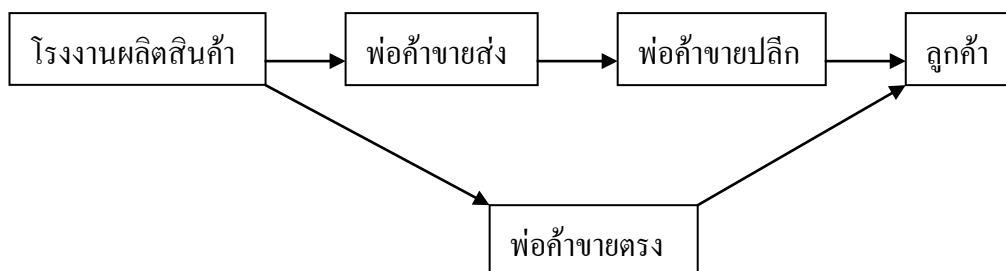 โรงงานผลิตสินค้า
พ่อค้าขายส่ง
พ่อค้าขายปลีก
ลูกค้า
พ่อค้าขายตรง